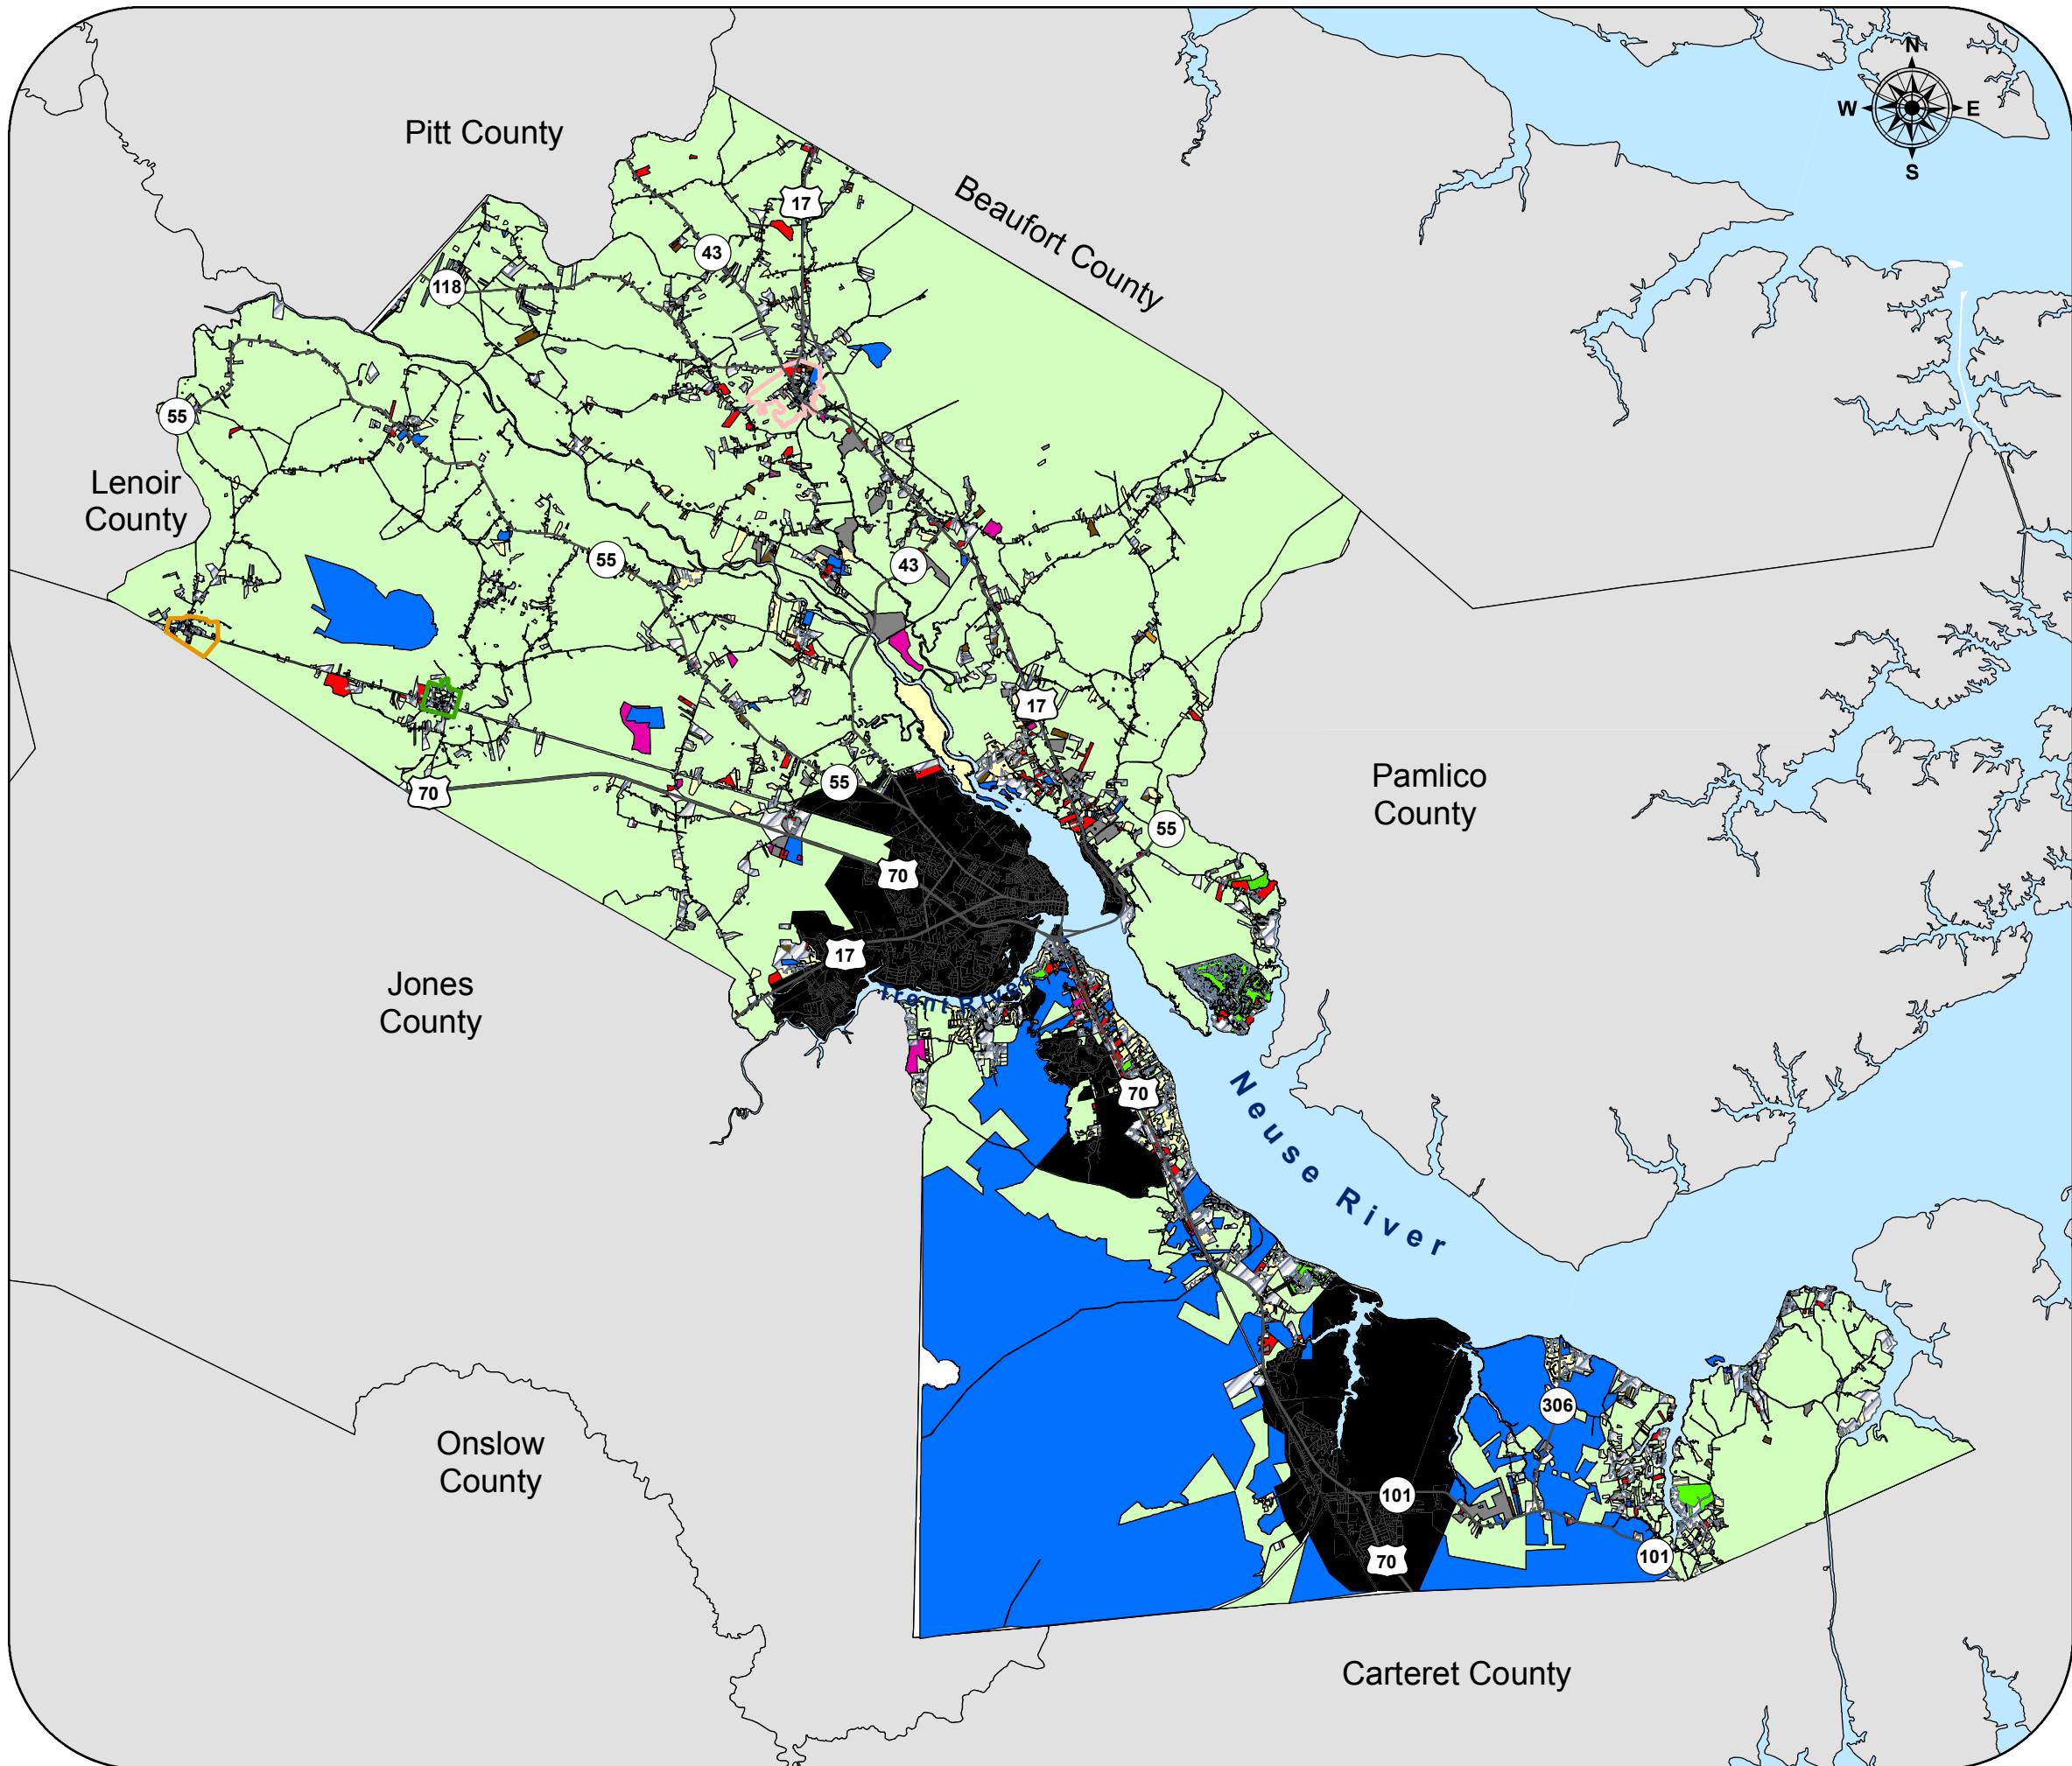 N
W E
S
Pitt County
Beaufort County
17
43
118
55
Lenoir
County
55
43
17
70
55
55
Pamlico
County
70
17
Trent River
Jones
County
70
Neuse River
306
Onslow
County
101
70
101
Carteret County